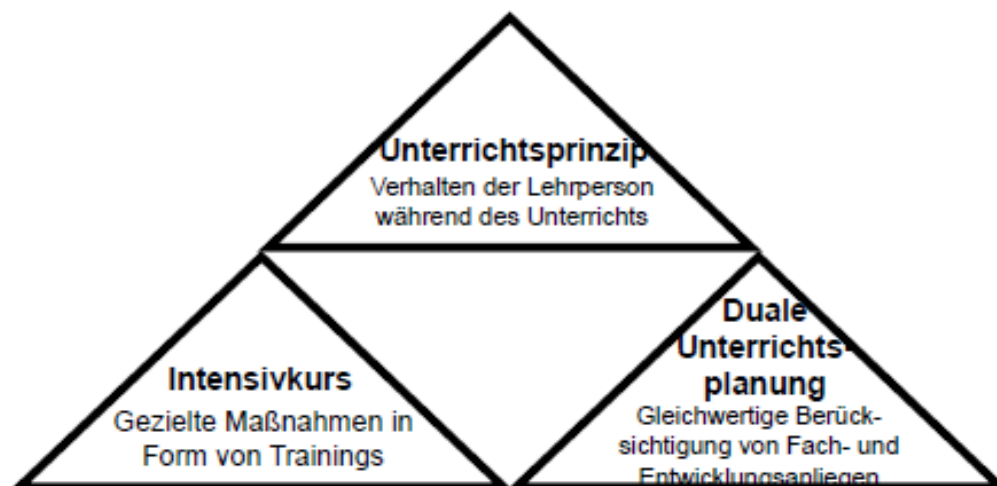 Unterrichtsprinzip
Verhalten der Lehrperson
während des Unterrichts
Intensivkurs
Gezielte Maßnahmen in
Form von Trainings
Duale
Unterrichts-
planung
Gleichwertige Berück-
sichtigung von Fach- und
Entwicklungsanliegen